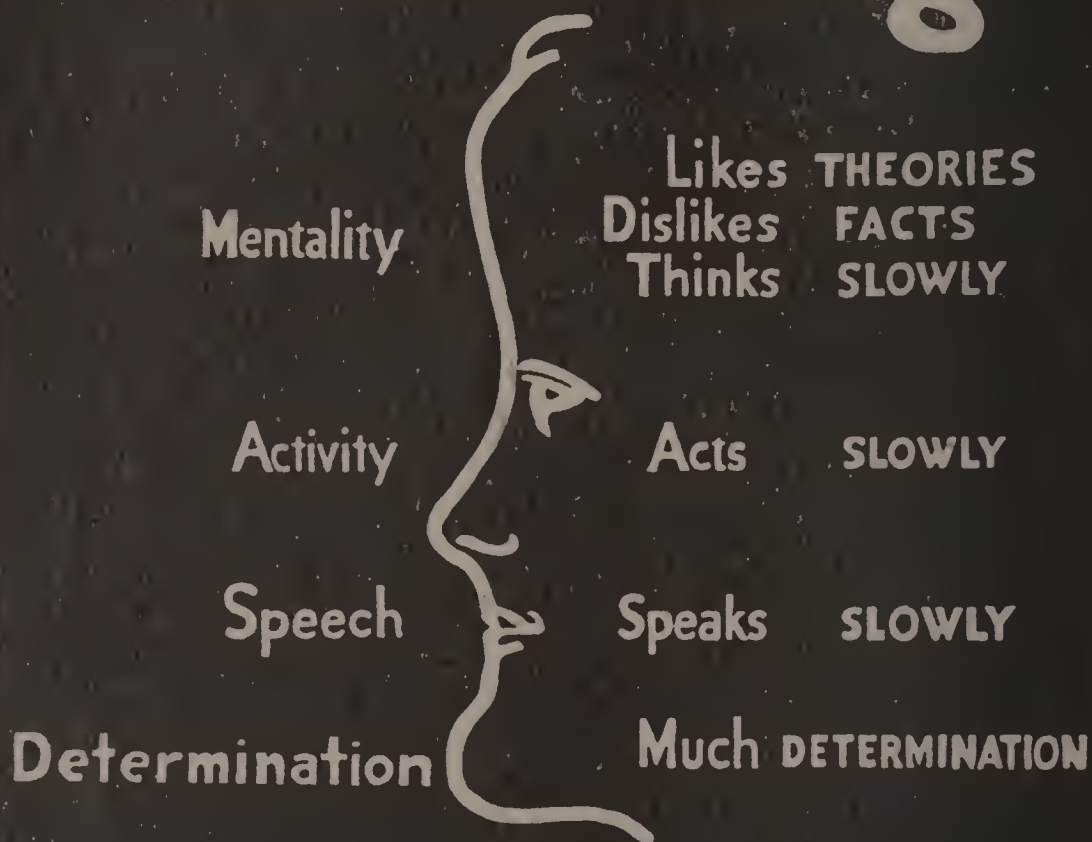 Mentality
Likes THEORIES
Dislikes FACTS
Thinks SLOWLY
Activity
Acts SLOWLY
Speech
Speaks SLOWLY
Determination
Much DETERMINATION